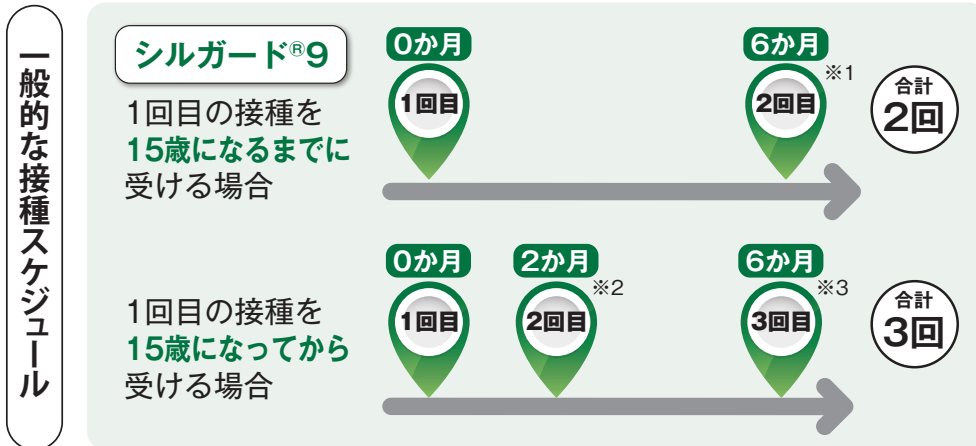 一般的な接種スケジュール
シルガード®9
1回目の接種を
15歳になるまでに
受ける場合
0か月
1回目
6か月
※1
2回目
合計
2回
1回目の接種を
15歳になってから
受ける場合
0か月
1回目
2か月
※2
2回目
6か月
※3
3回目
合計
3回